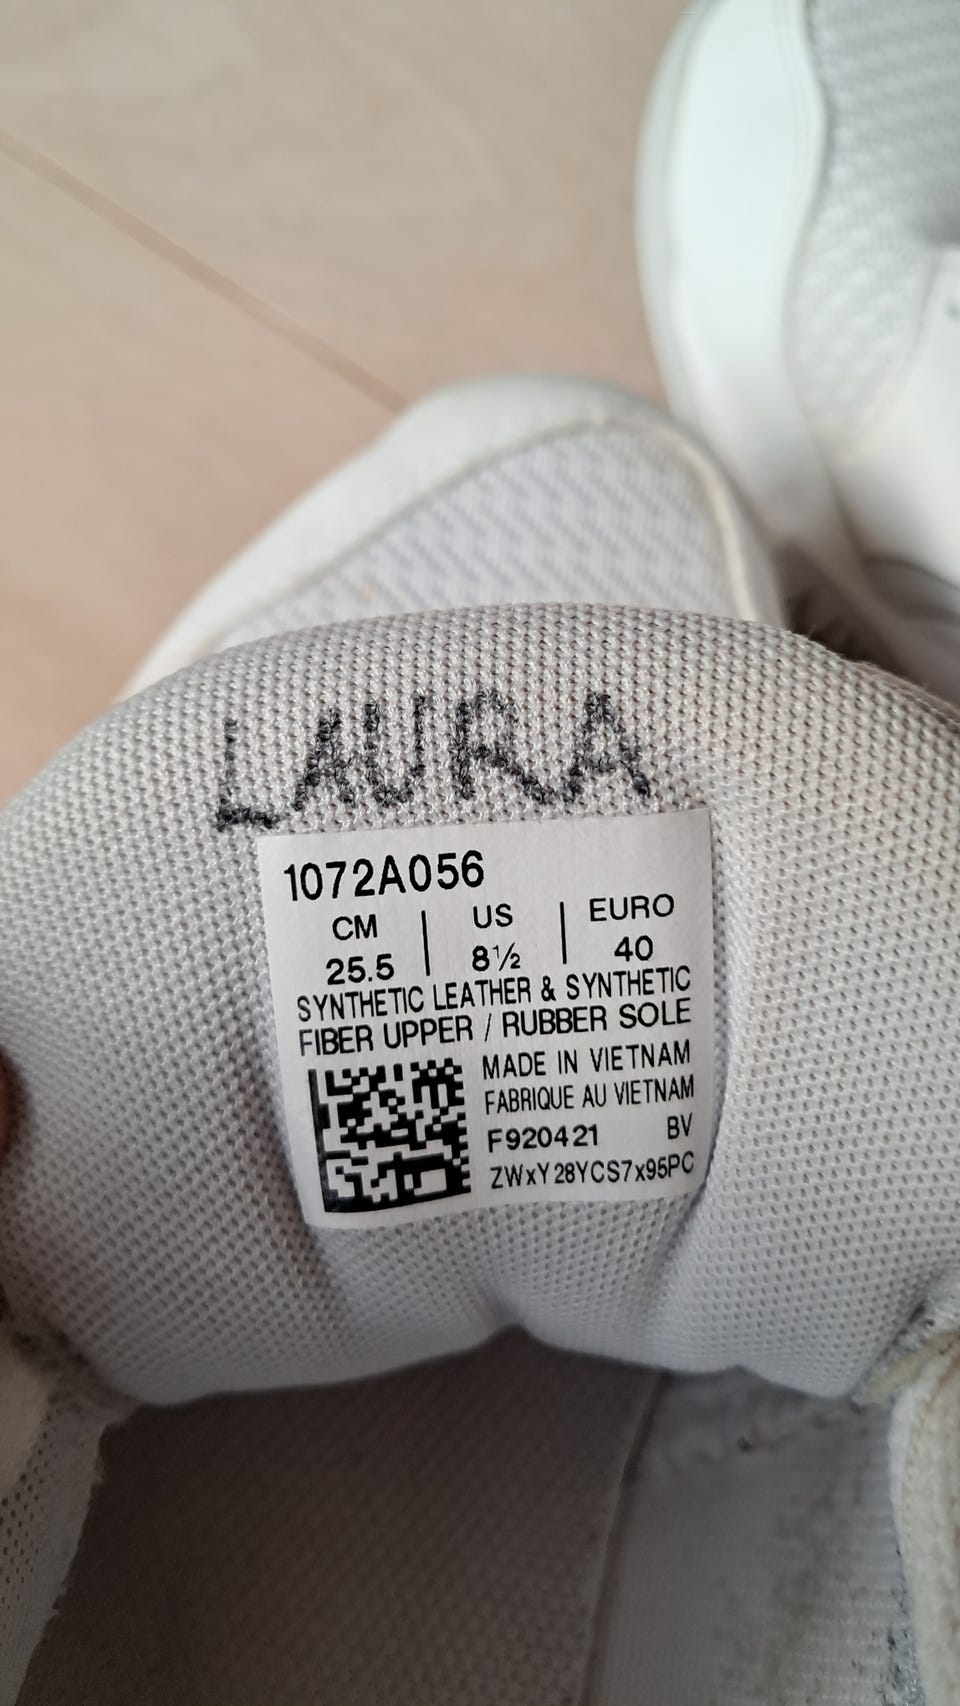 LAURA
1072A056
CM | US | EURO
25.5 | 8½ | 40
SYNTHETIC LEATHER & SYNTHETIC
FIBER UPPER / RUBBER SOLE
MADE IN VIETNAM
FABRIQUE AU VIETNAM
F920421 BV
ZWxY28YCS7x95PC